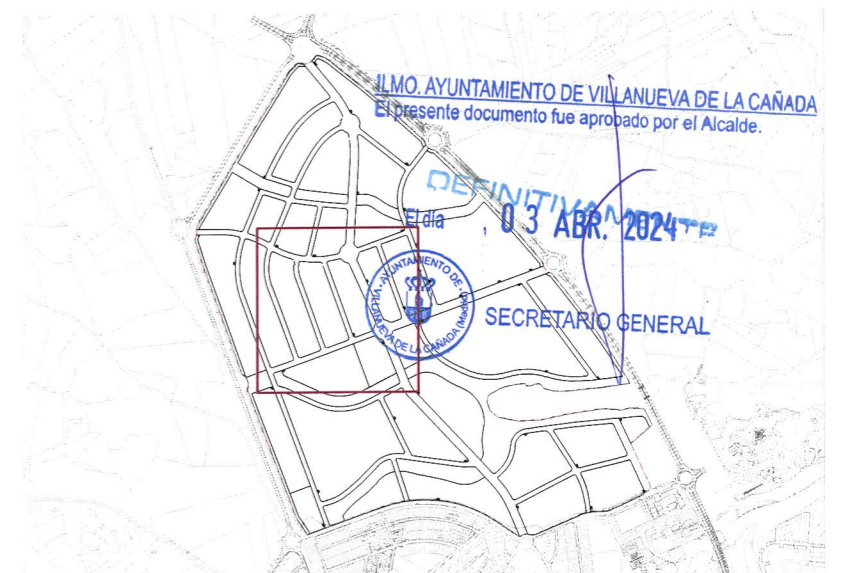 ILMO. AYUNTAMIENTO DE VILLANUEVA DE LA CAÑADA
El presente documento fue aprobado por el Alcalde.
DEFINITIVAMENTE
El día , 03 ABR. 2024
AYUNTAMIENTO DE
VILLANUEVA DE LA CAÑADA (Madrid)
SECRETARIO GENERAL